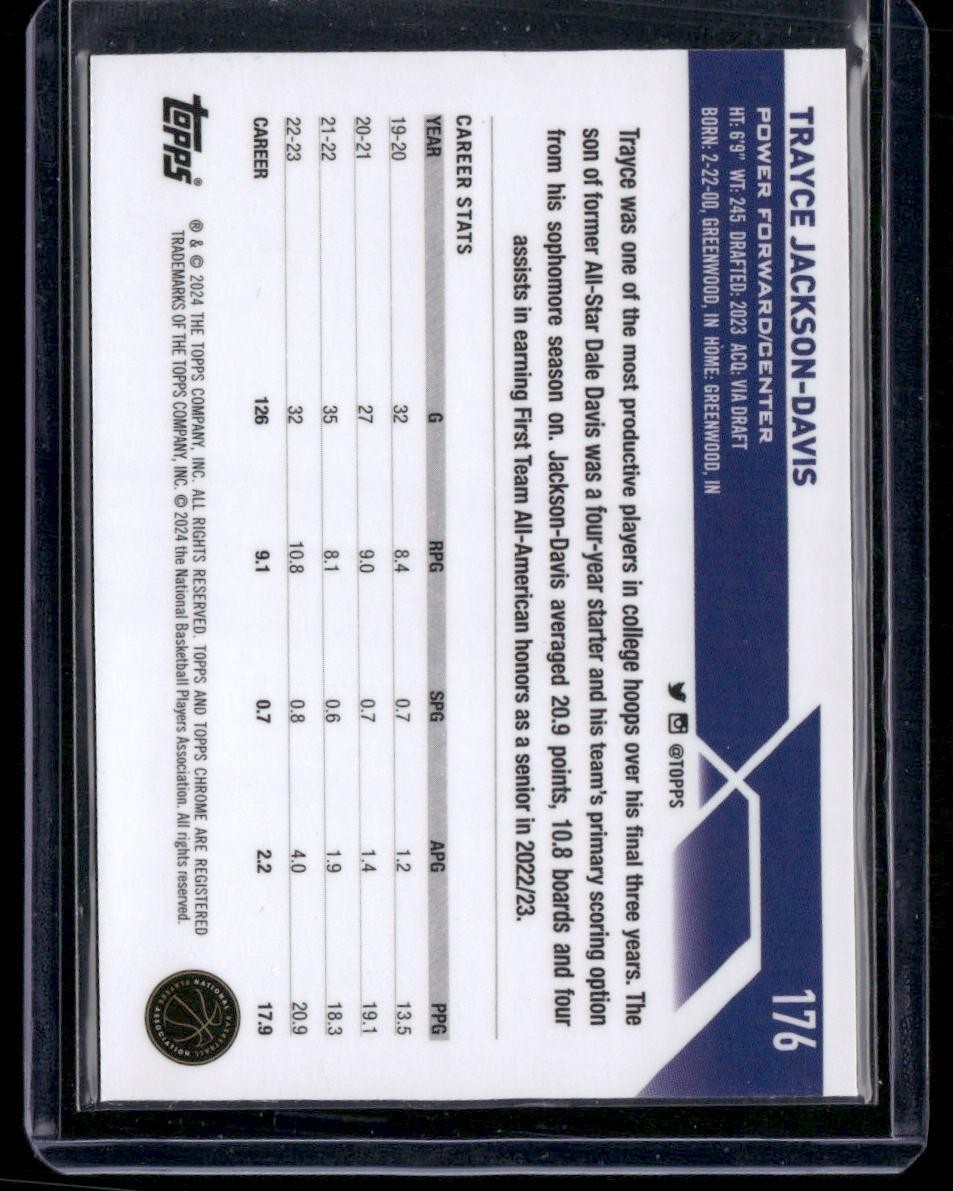 TRAYCE JACKSON-DAVIS
176
POWER FORWARD/CENTER
HT: 6'9" WT: 245 DRAFTED: 2023 ACQ: VIA DRAFT
BORN: 2-22-00, GREENWOOD, IN HOME: GREENWOOD, IN
@TOPPS
Trayce was one of the most productive players in college hoops over his final three years. The
son of former All-Star Dale Davis was a four-year starter and his team's primary scoring option
from his sophomore season on. Jackson-Davis averaged 20.9 points, 10.8 boards and four
assists in earning First Team All-American honors as a senior in 2022/23.
CAREER STATS
YEAR G RPG SPG APG PPG
19-20 32 8.4 0.7 1.2 13.5
20-21 27 9.0 0.7 1.4 19.1
21-22 35 8.1 0.6 1.9 18.3
22-23 32 10.8 0.8 4.0 20.9
CAREER 126 9.1 0.7 2.2 17.9
topps®
® & © 2024 THE TOPPS COMPANY, INC. ALL RIGHTS RESERVED. TOPPS AND TOPPS CHROME ARE REGISTERED
TRADEMARKS OF THE TOPPS COMPANY, INC. © 2024 the National Basketball Players Association. All rights reserved.
NATIONAL BASKETBALL PLAYERS ASSOCIATION